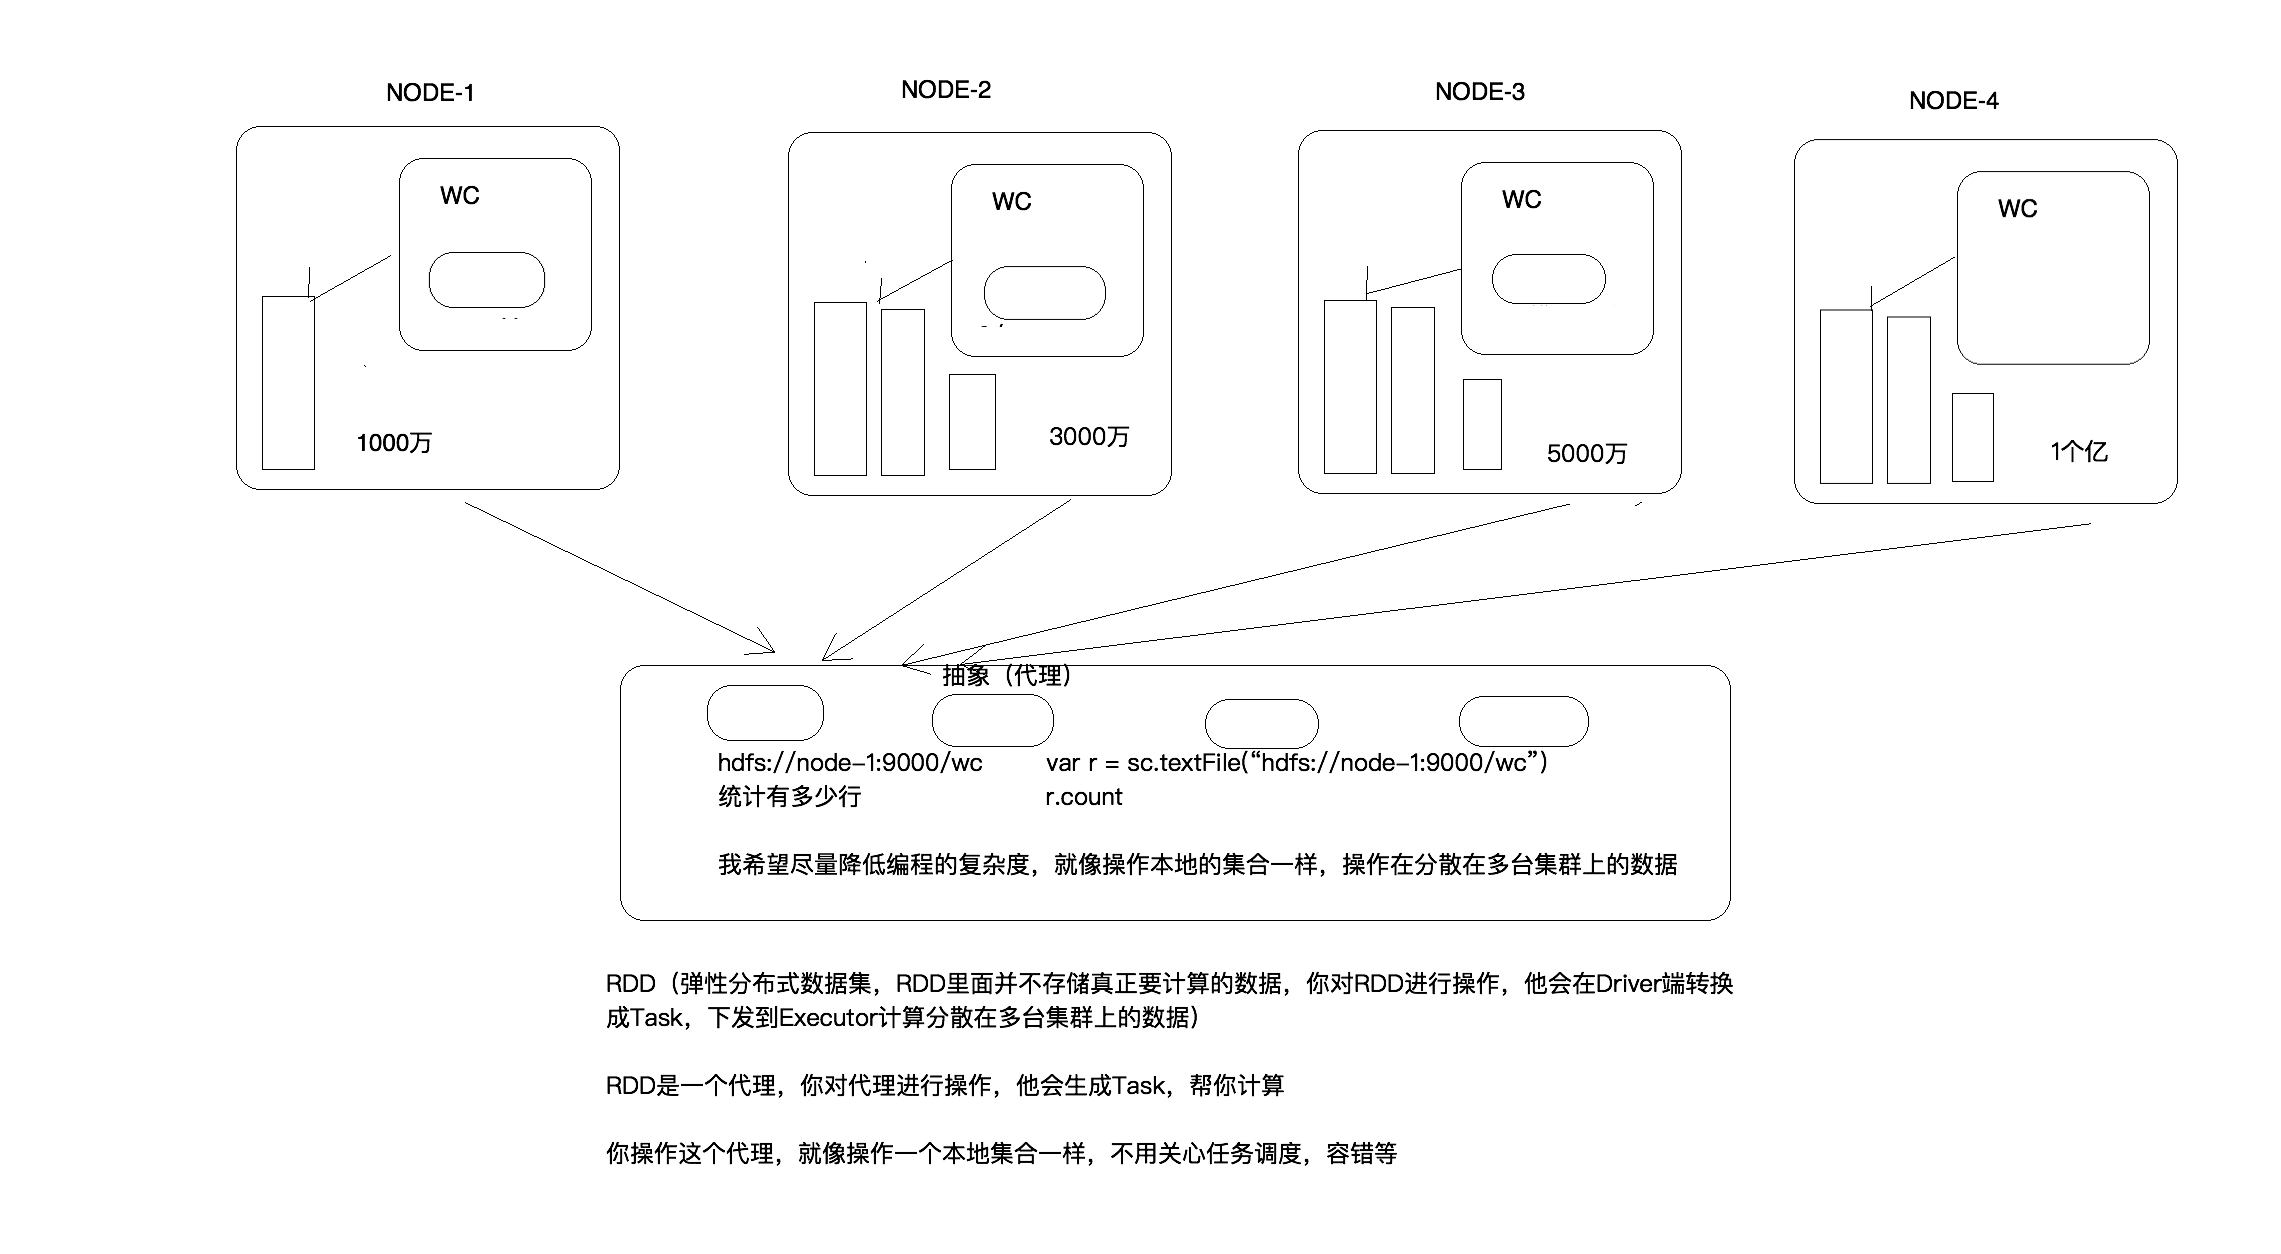 NODE-1
NODE-2
NODE-3
NODE-4
WC
WC
WC
WC
1000万
3000万
5000万
1个亿
抽象（代理）
hdfs://node-1:9000/wc
统计有多少行
var r = sc.textFile(“hdfs://node-1:9000/wc”)
r.count
我希望尽量降低编程的复杂度，就像操作本地的集合一样，操作在分散在多台集群上的数据
RDD（弹性分布式数据集，RDD里面并不存储真正要计算的数据，你对RDD进行操作，他会在Driver端转换
成Task，下发到Executor计算分散在多台集群上的数据）
RDD是一个代理，你对代理进行操作，他会生成Task，帮你计算
你操作这个代理，就像操作一个本地集合一样，不用关心任务调度，容错等